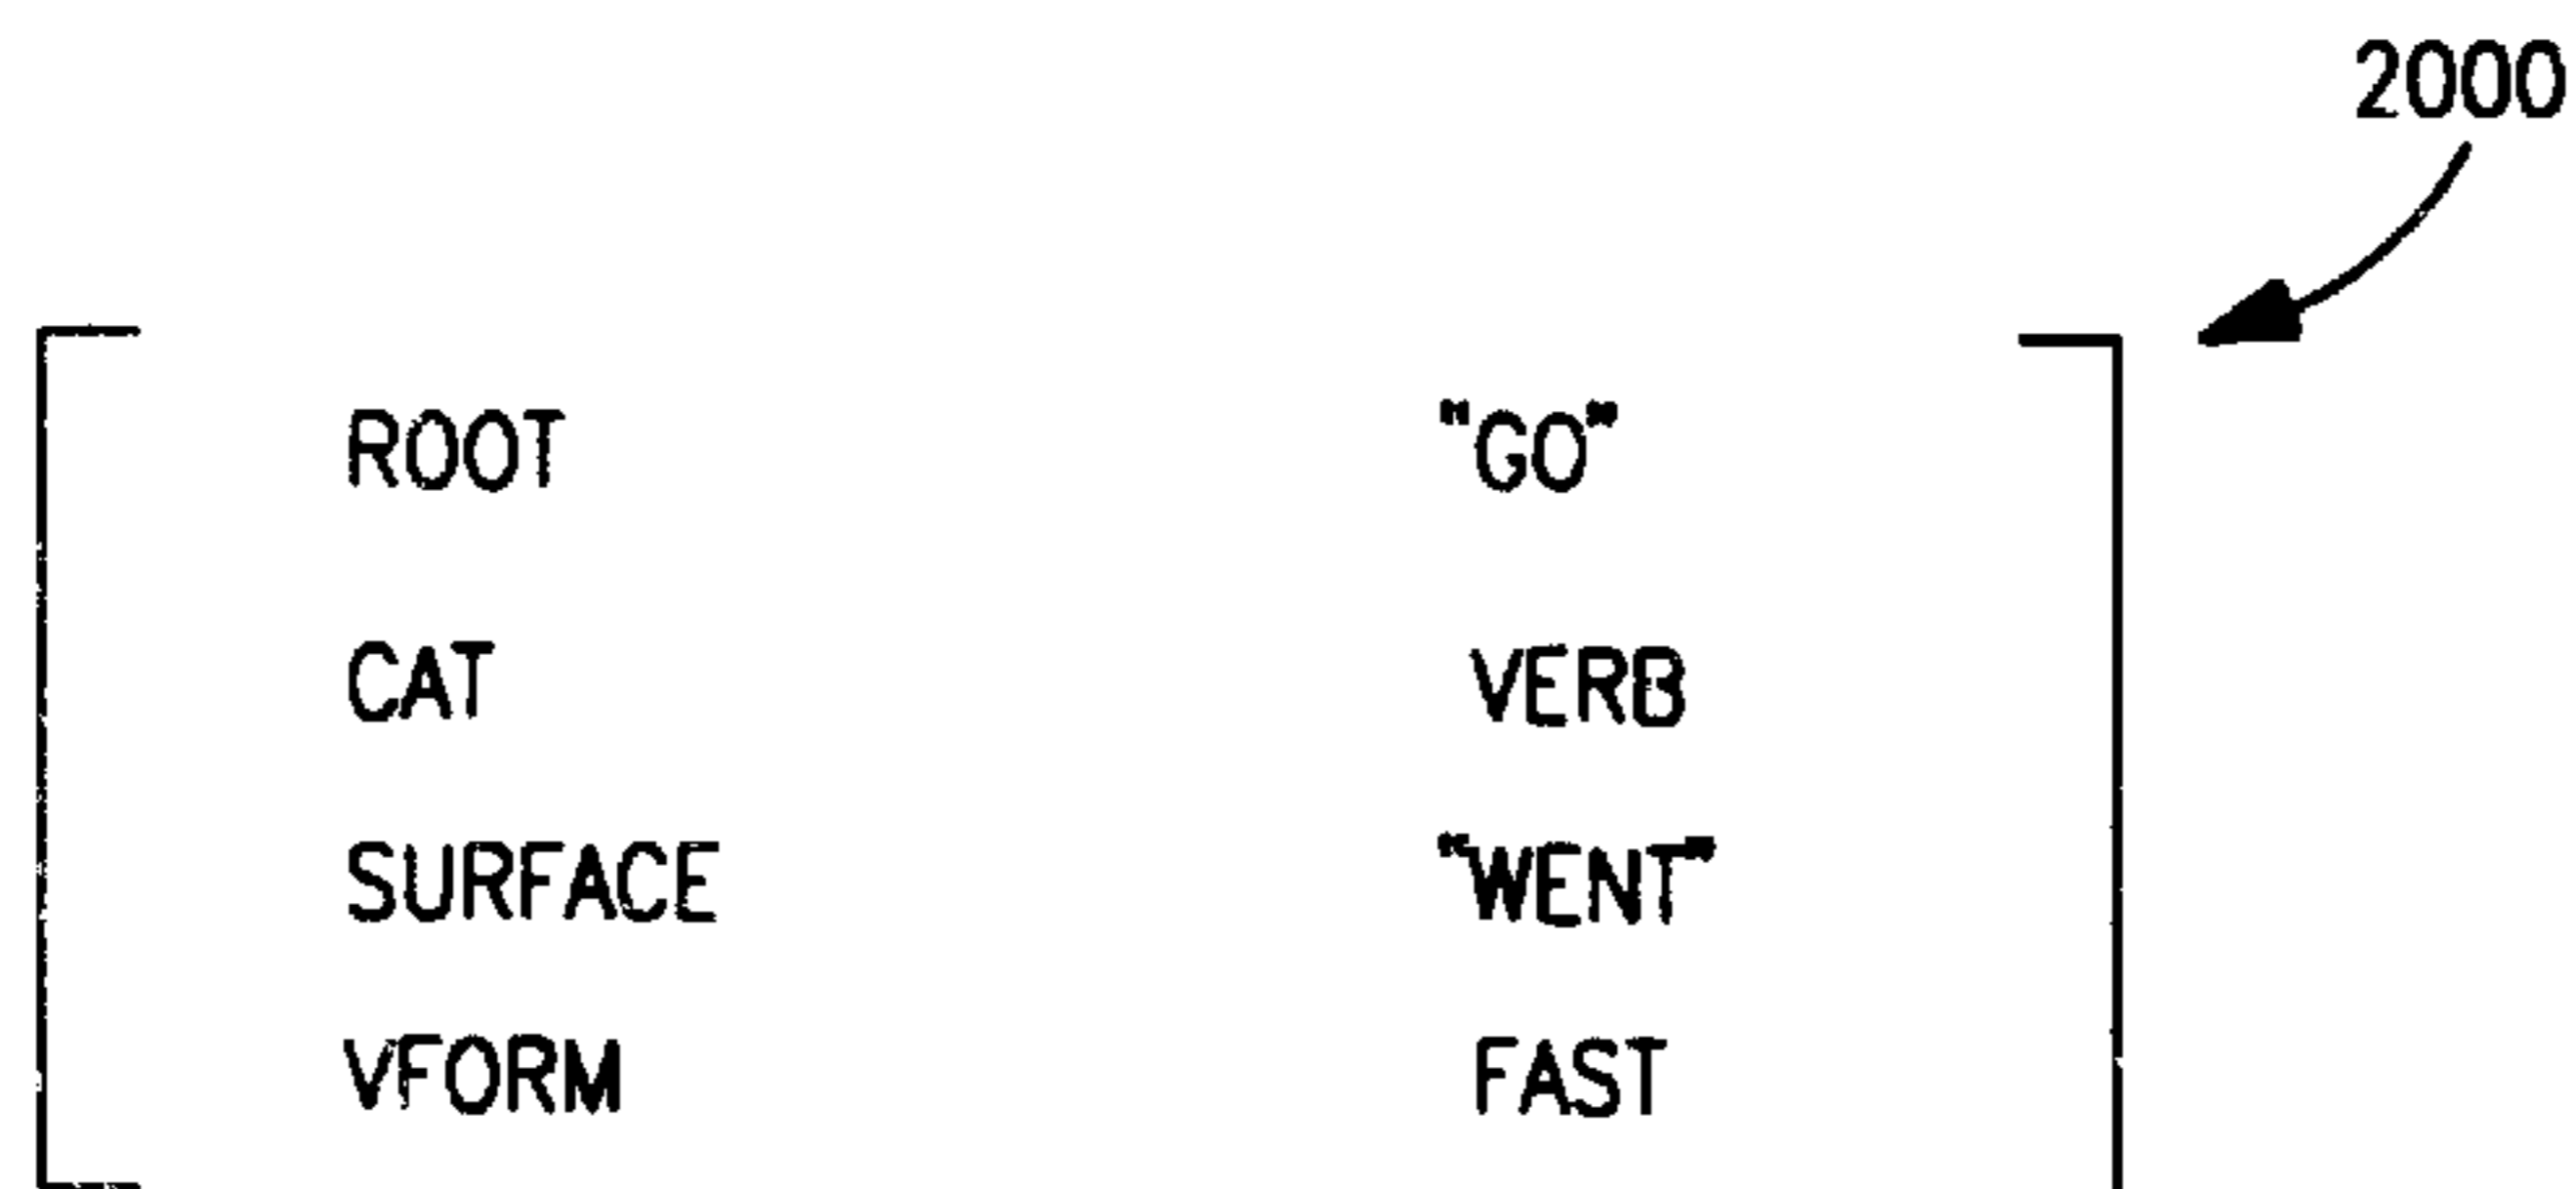 2000
ROOT "GO"
CAT VERB
SURFACE "WENT"
VFORM FAST